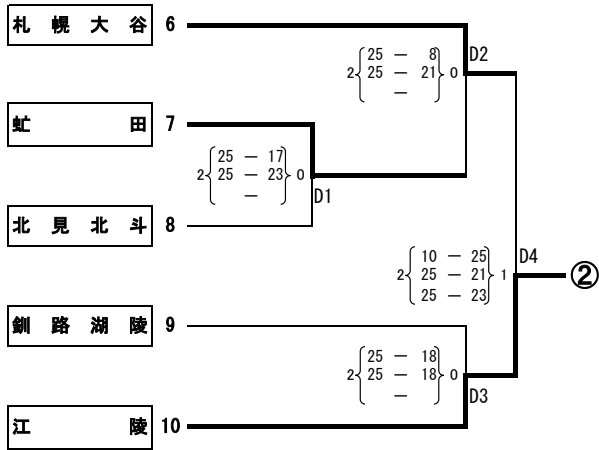 札幌大谷 6
25 － 8 D2
2 25 － 21 0
－
虻田 7
25 － 17
2 25 － 23 0
－ D1
北見北斗 8
10 － 25 D4
2 25 － 21 1 ②
25 － 23
釧路湖陵 9
25 － 18
2 25 － 18 0
－ D3
江陵 10